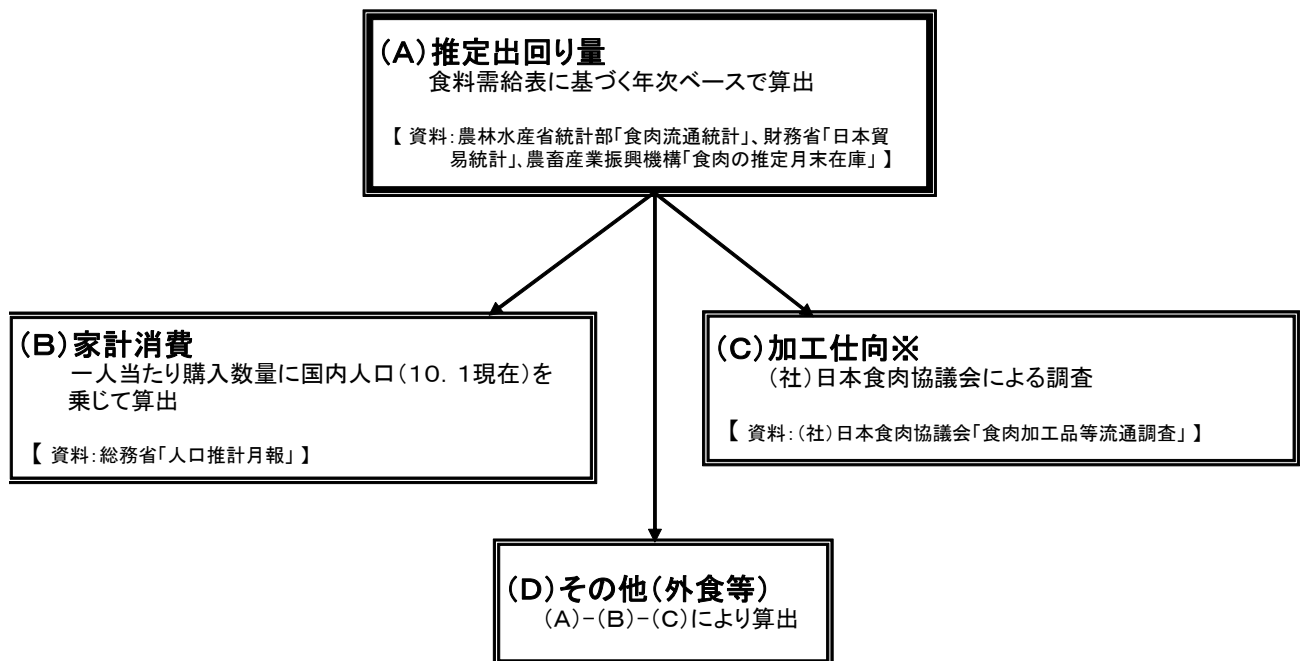 (A)推定出回り量
食料需給表に基づく年次ベースで算出
【 資料:農林水産省統計部「食肉流通統計」、財務省「日本貿
易統計」、農畜産業振興機構「食肉の推定月末在庫」 】
(B)家計消費
一人当たり購入数量に国内人口(10．1現在)を
乗じて算出
【 資料:総務省「人口推計月報」 】
(C)加工仕向※
(社)日本食肉協議会による調査
【 資料:(社)日本食肉協議会「食肉加工品等流通調査」 】
(D)その他(外食等)
(A)-(B)-(C)により算出